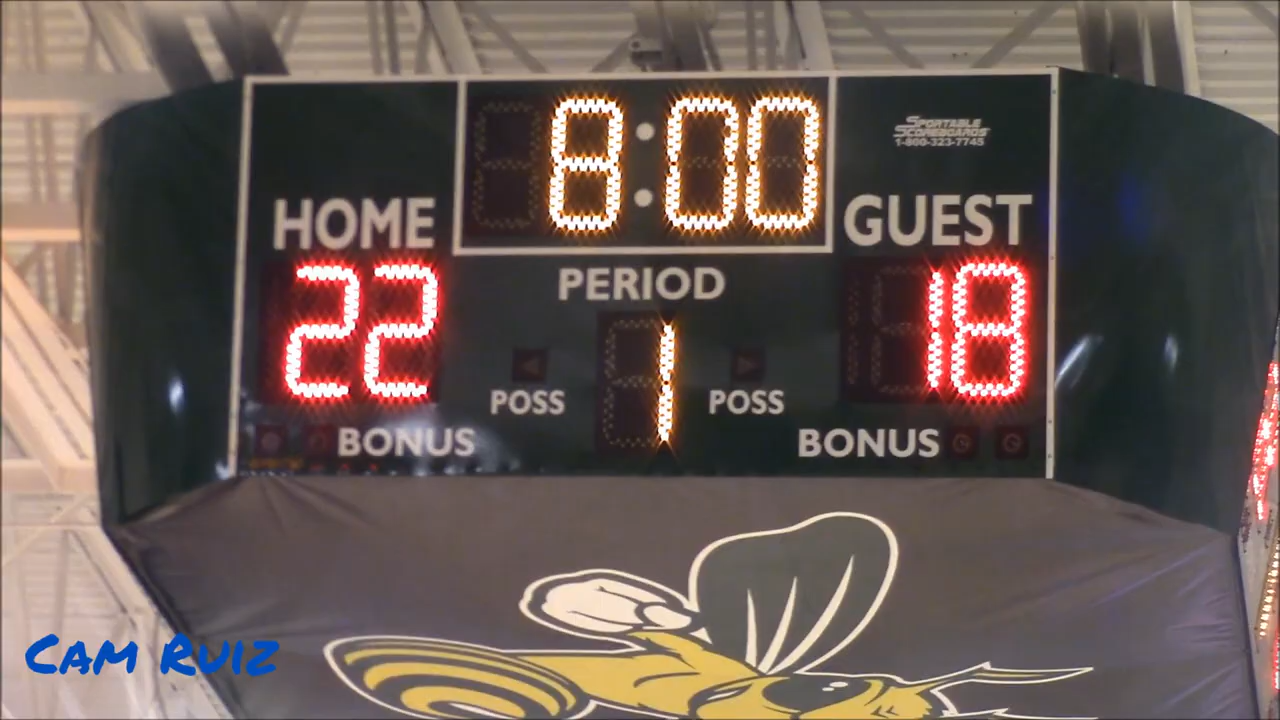 8:00
SPORTABLE
SCOREBOARDS
1-800-323-7745
HOME
GUEST
22
PERIOD
18
1
POSS
POSS
BONUS
BONUS
CAM RUIZ